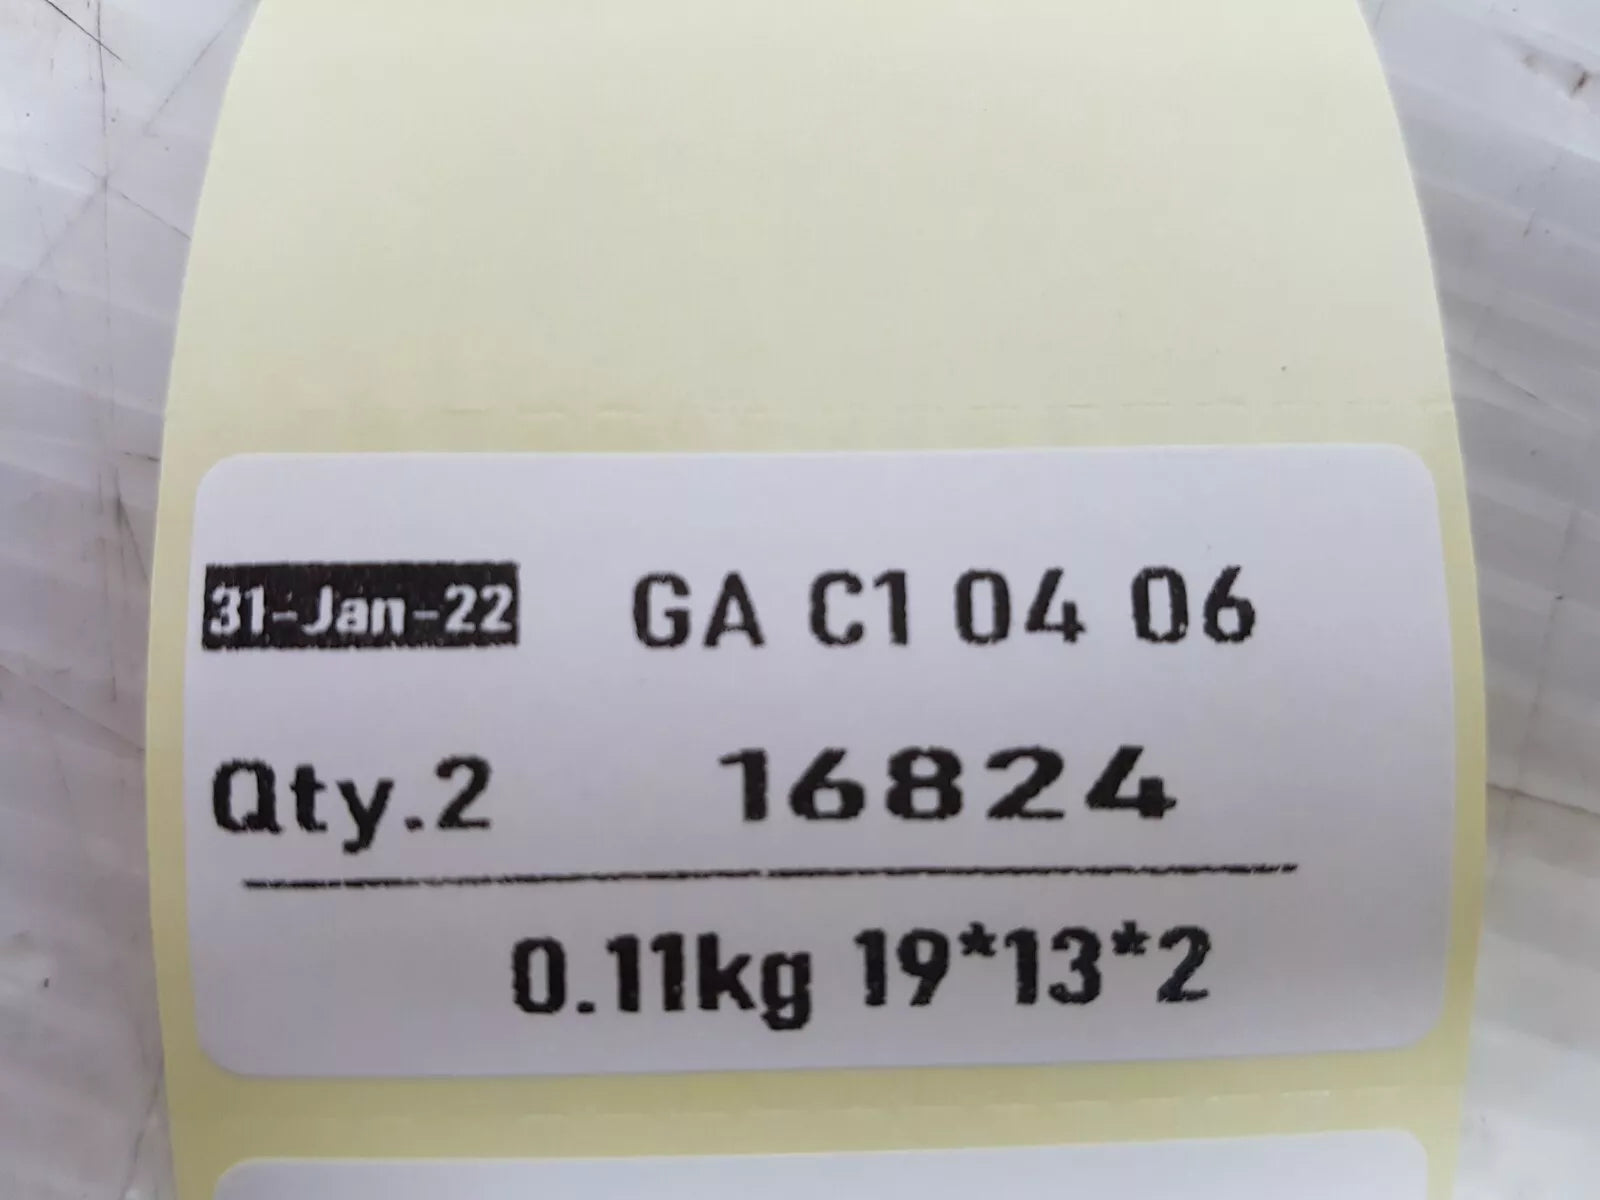 31-Jan-22 GA C1 04 06
Qty.2 16824
0.11kg 19*13*2